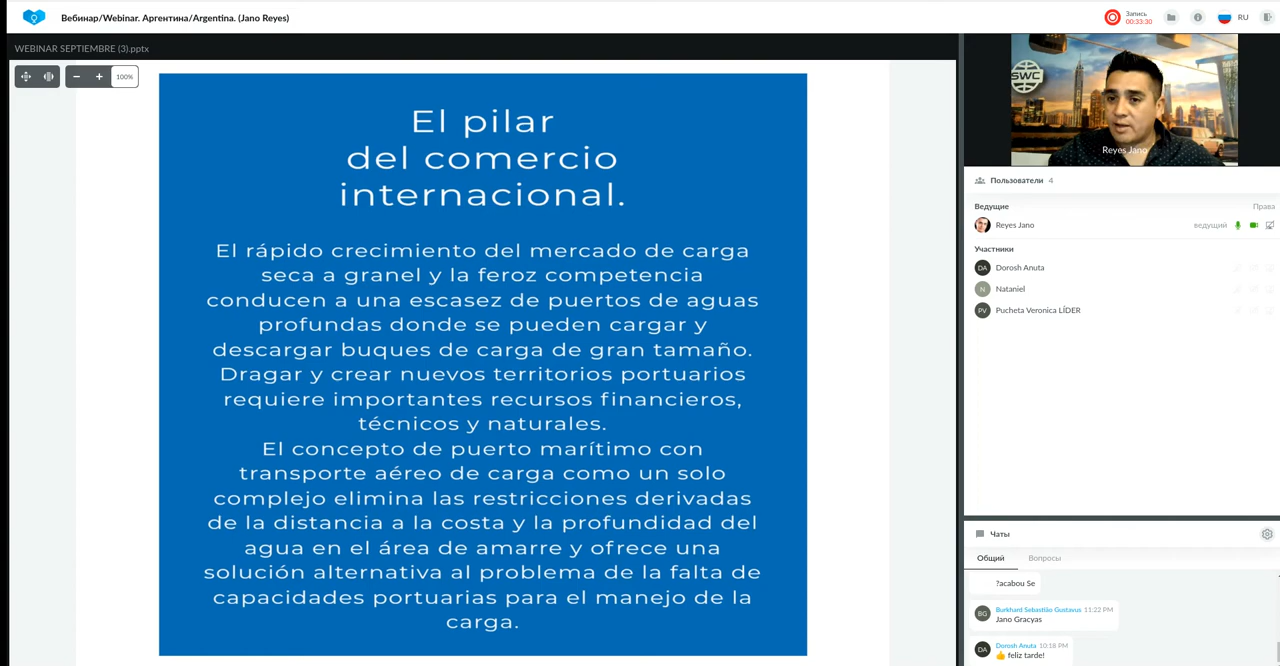 Вебинар/Webinar. Аргентина/Argentina. (Jano Reyes)
Запись
00:33:30
RU
WEBINAR SEPTIEMBRE (3).pptx
100%
El pilar
del comercio
internacional.
El rápido crecimiento del mercado de carga
seca a granel y la feroz competencia
conducen a una escasez de puertos de aguas
profundas donde se pueden cargar y
descargar buques de carga de gran tamaño.
Dragar y crear nuevos territorios portuarios
requiere importantes recursos financieros,
técnicos y naturales.
El concepto de puerto marítimo con
transporte aéreo de carga como un solo
complejo elimina las restricciones derivadas
de la distancia a la costa y la profundidad del
agua en el área de amarre y ofrece una
solución alternativa al problema de la falta de
capacidades portuarias para el manejo de la
carga.
SWC
Reyes Jano
Пользователи 4
Ведущие Права
Reyes Jano ведущий
Участники
DA Dorosh Anuta
N Nataniel
PV Pucheta Veronica LÍDER
Чаты
Общий Вопросы
?acabou Se
BG Burkhard Sebastião Gustavus 11:22 PM
Jano Gracyas
DA Dorosh Anuta 10:18 PM
👍 feliz tarde!